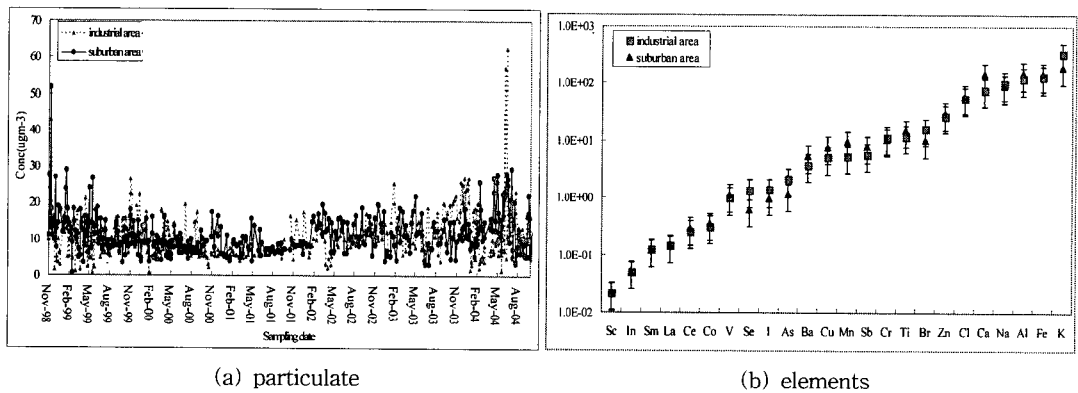 70
60
50
40
30
20
10
0
Conc(ugm-3)
industrial area
suburban area
Nov-98
Feb-99
May-99
Aug-99
Nov-99
Feb-00
May-00
Aug-00
Nov-00
Feb-01
May-01
Aug-01
Nov-01
Feb-02
May-02
Aug-02
Nov-02
Feb-03
May-03
Aug-03
Nov-03
Feb-04
May-04
Aug-04
Sampling date
(a) particulate
1.0E+03
1.0E+02
1.0E+01
1.0E+00
1.0E-01
1.0E-02
industrial area
suburban area
Sc In Sm La Ce Co V Se I As Ba Cu Mn Sb Cr Ti Br Zn Cl Ca Na Al Fe K
(b) elements